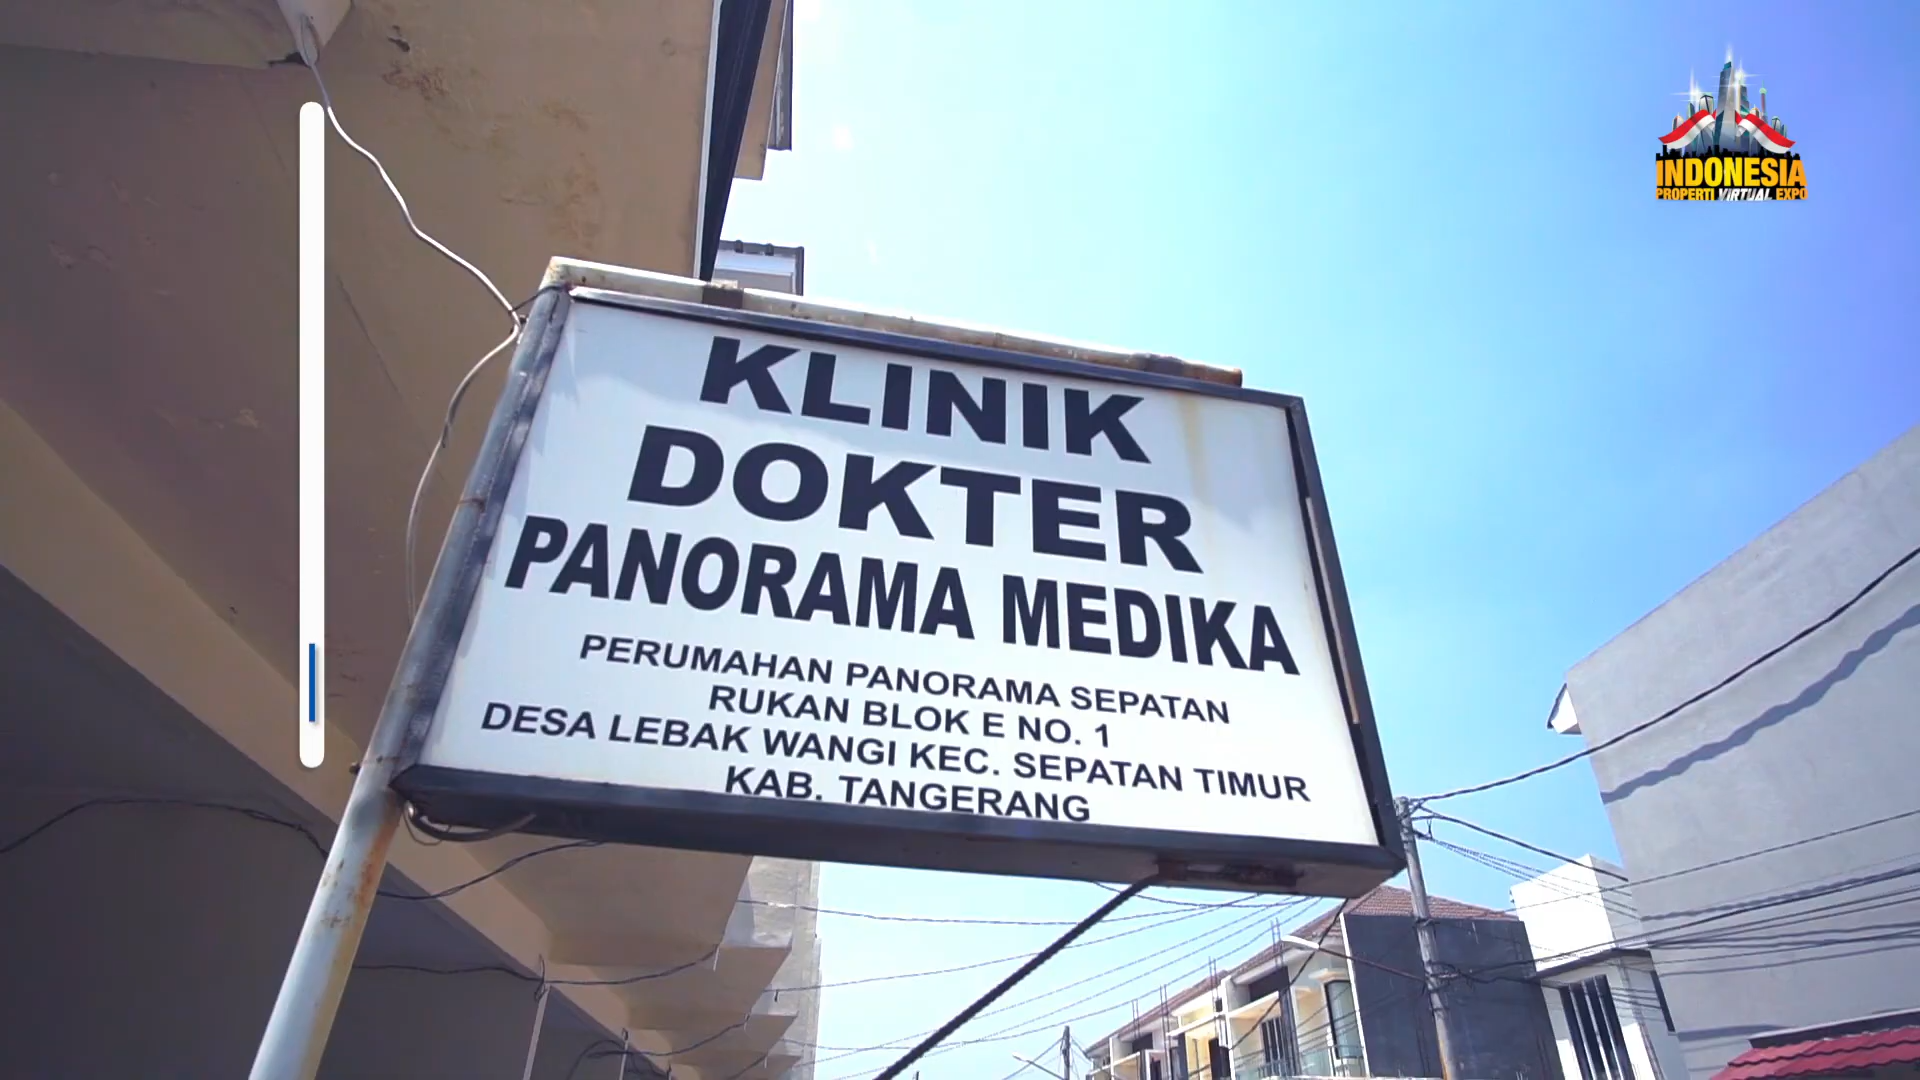 KLINIK
DOKTER
PANORAMA MEDIKA
PERUMAHAN PANORAMA SEPATAN
RUKAN BLOK E NO. 1
DESA LEBAK WANGI KEC. SEPATAN TIMUR
KAB. TANGERANG
INDONESIA
PROPERTI VIRTUAL EXPO